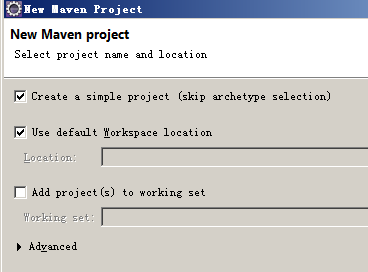 New Maven Project
New Maven project
Select project name and location
Create a simple project (skip archetype selection)
Use default Workspace location
Location:
Add project(s) to working set
Working set:
Advanced